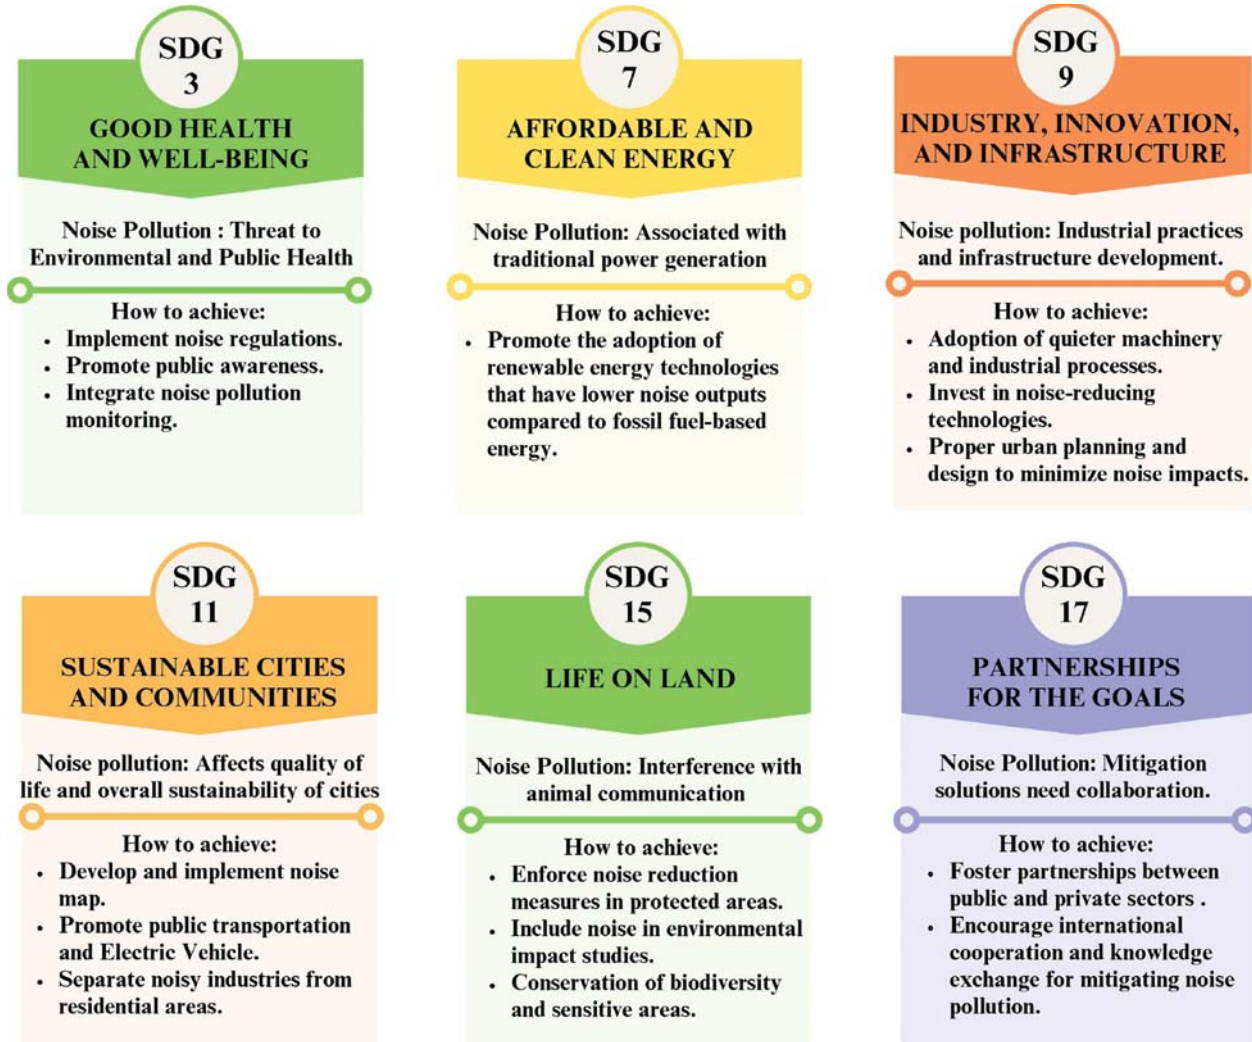 SDG
3
GOOD HEALTH
AND WELL-BEING
Noise Pollution : Threat to
Environmental and Public Health
How to achieve:
• Implement noise regulations.
• Promote public awareness.
• Integrate noise pollution
monitoring.
SDG
7
AFFORDABLE AND
CLEAN ENERGY
Noise Pollution: Associated with
traditional power generation
How to achieve:
• Promote the adoption of
renewable energy technologies
that have lower noise outputs
compared to fossil fuel-based
energy.
SDG
9
INDUSTRY, INNOVATION,
AND INFRASTRUCTURE
Noise pollution: Industrial practices
and infrastructure development.
How to achieve:
• Adoption of quieter machinery
and industrial processes.
• Invest in noise-reducing
technologies.
• Proper urban planning and
design to minimize noise impacts.
SDG
11
SUSTAINABLE CITIES
AND COMMUNITIES
Noise pollution: Affects quality of
life and overall sustainability of cities
How to achieve:
• Develop and implement noise
map.
• Promote public transportation
and Electric Vehicle.
• Separate noisy industries from
residential areas.
SDG
15
LIFE ON LAND
Noise Pollution: Interference with
animal communication
How to achieve:
• Enforce noise reduction
measures in protected areas.
• Include noise in environmental
impact studies.
• Conservation of biodiversity
and sensitive areas.
SDG
17
PARTNERSHIPS
FOR THE GOALS
Noise Pollution: Mitigation
solutions need collaboration.
How to achieve:
• Foster partnerships between
public and private sectors .
• Encourage international
cooperation and knowledge
exchange for mitigating noise
pollution.